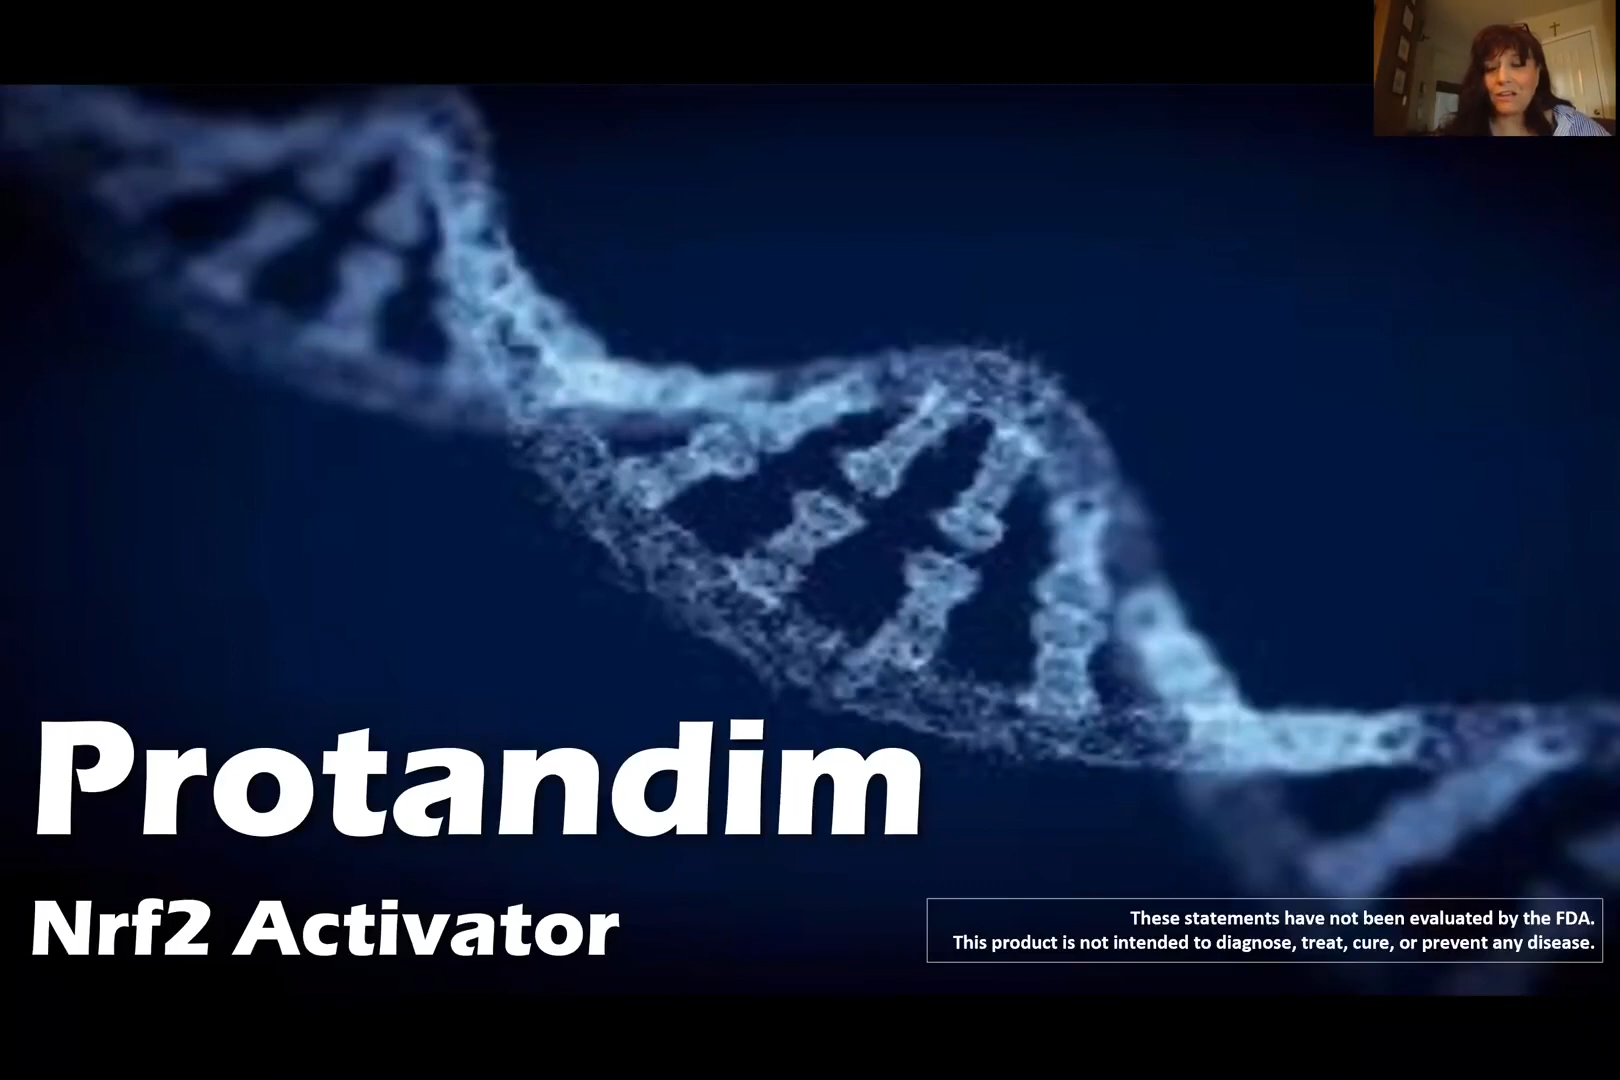 Protandim
Nrf2 Activator
These statements have not been evaluated by the FDA.
This product is not intended to diagnose, treat, cure, or prevent any disease.